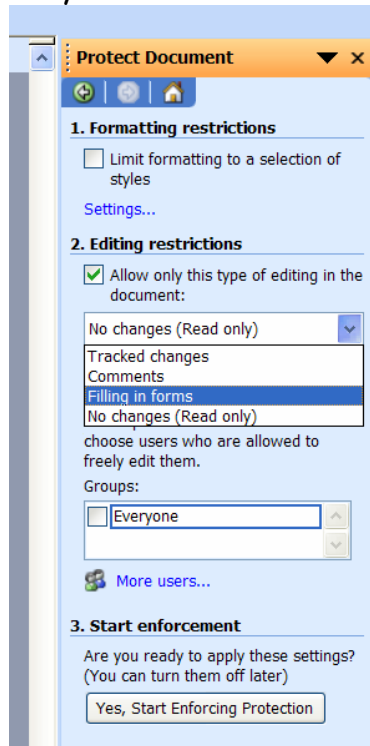 Protect Document
1. Formatting restrictions
Limit formatting to a selection of
styles
Settings...
2. Editing restrictions
Allow only this type of editing in the
document:
No changes (Read only)
Tracked changes
Comments
Filling in forms
No changes (Read only)
choose users who are allowed to
freely edit them.
Groups:
Everyone
More users...
3. Start enforcement
Are you ready to apply these settings?
(You can turn them off later)
Yes, Start Enforcing Protection